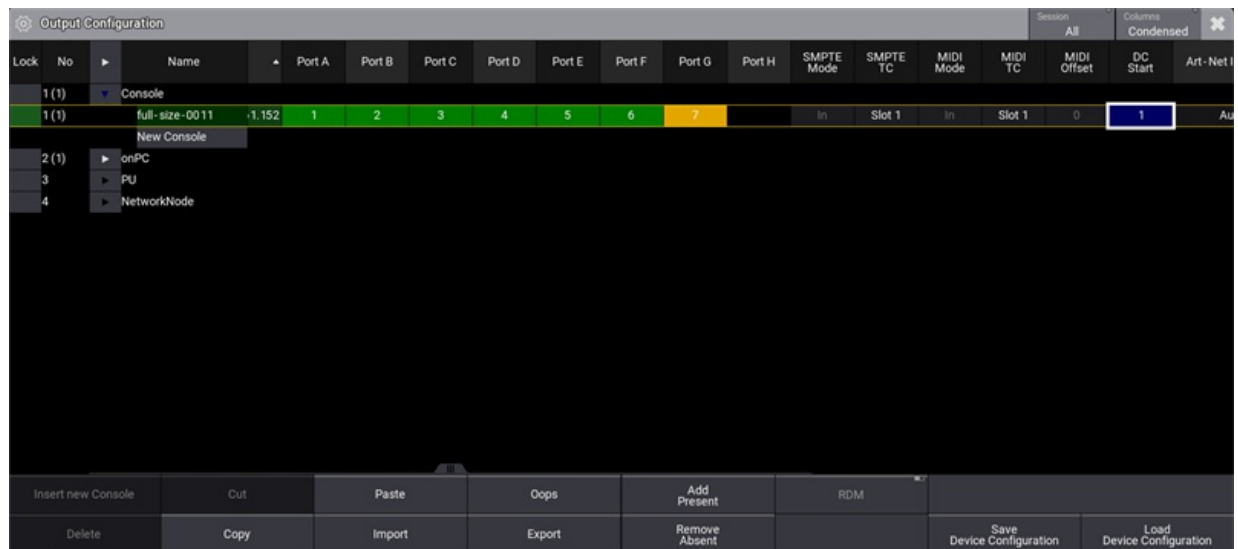 Output Configuration Session All Columns Condensed
Lock No Name Port A Port B Port C Port D Port E Port F Port G Port H SMPTE Mode SMPTE TC MIDI Mode MIDI TC MIDI Offset DC Start Art-Net I
1 (1) Console
1 (1) full-size-0011 1.152 1 2 3 4 5 6 7 In Slot 1 In Slot 1 0 1 Au
New Console
2 (1) onPC
3 PU
4 NetworkNode
Insert new Console Cut Paste Oops Add Present RDM
Delete Copy Import Export Remove Absent Save Device Configuration Load Device Configuration